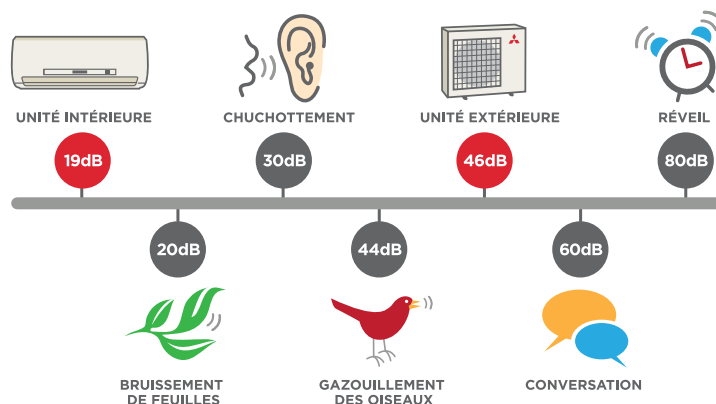 UNITÉ INTÉRIEURE
19dB
CHUCHOTTEMENT
30dB
UNITÉ EXTÉRIEURE
46dB
RÉVEIL
80dB
20dB
BRUISSEMENT
DE FEUILLES
44dB
GAZOUILLEMENT
DES OISEAUX
60dB
CONVERSATION